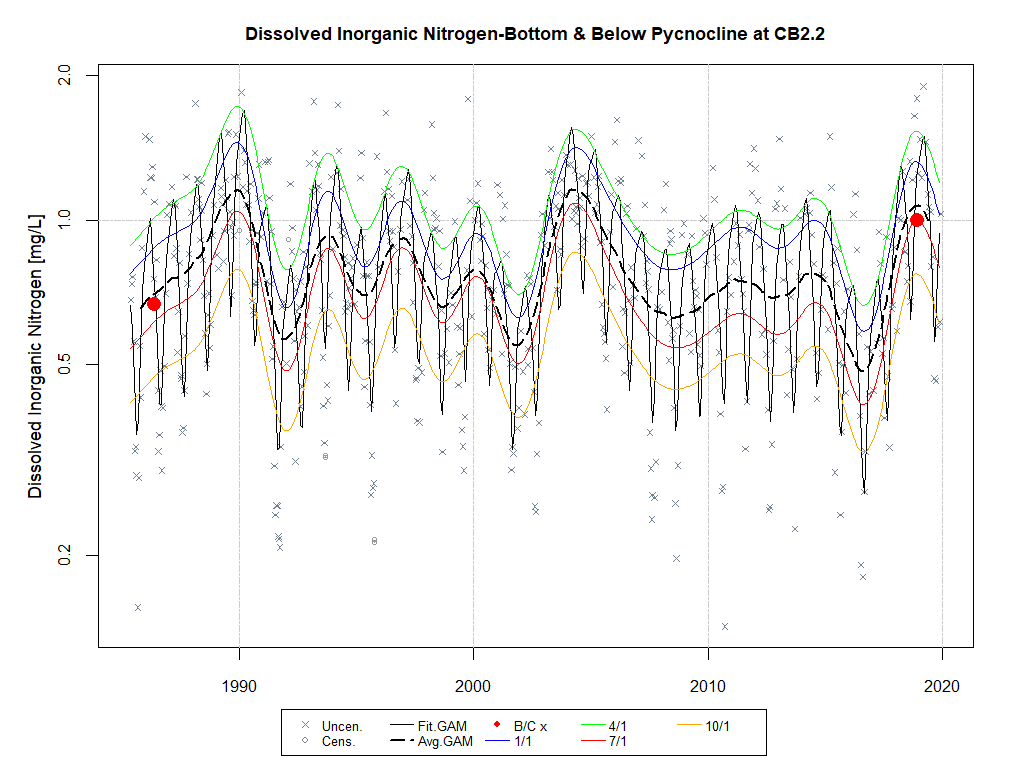 Dissolved Inorganic Nitrogen-Bottom & Below Pycnocline at CB2.2
Dissolved Inorganic Nitrogen [mg/L]
2.0
1.0
0.5
0.2
1990 2000 2010 2020
Uncen. Fit.GAM B/C x 4/1 10/1
Cens. Avg.GAM 1/1 7/1